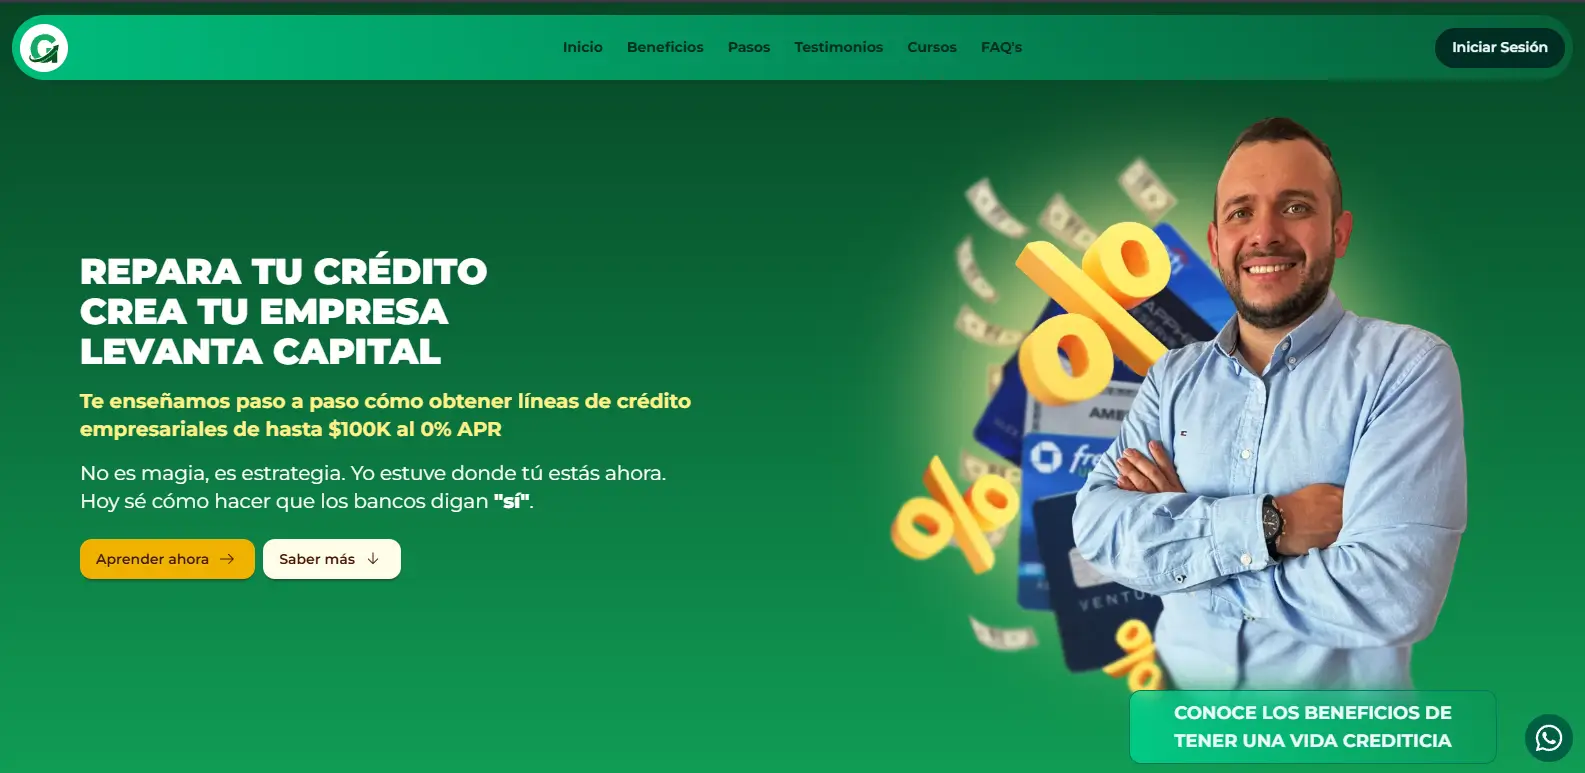 Inicio
Beneficios
Pasos
Testimonios
Cursos
FAQ's
Iniciar Sesión
REPARA TU CRÉDITO
CREA TU EMPRESA
LEVANTA CAPITAL
Te enseñamos paso a paso cómo obtener líneas de crédito
empresariales de hasta $100K al 0% APR
No es magia, es estrategia. Yo estuve donde tú estás ahora.
Hoy sé cómo hacer que los bancos digan "sí".
Aprender ahora →
Saber más ↓
CONOCE LOS BENEFICIOS DE
TENER UNA VIDA CREDITICIA